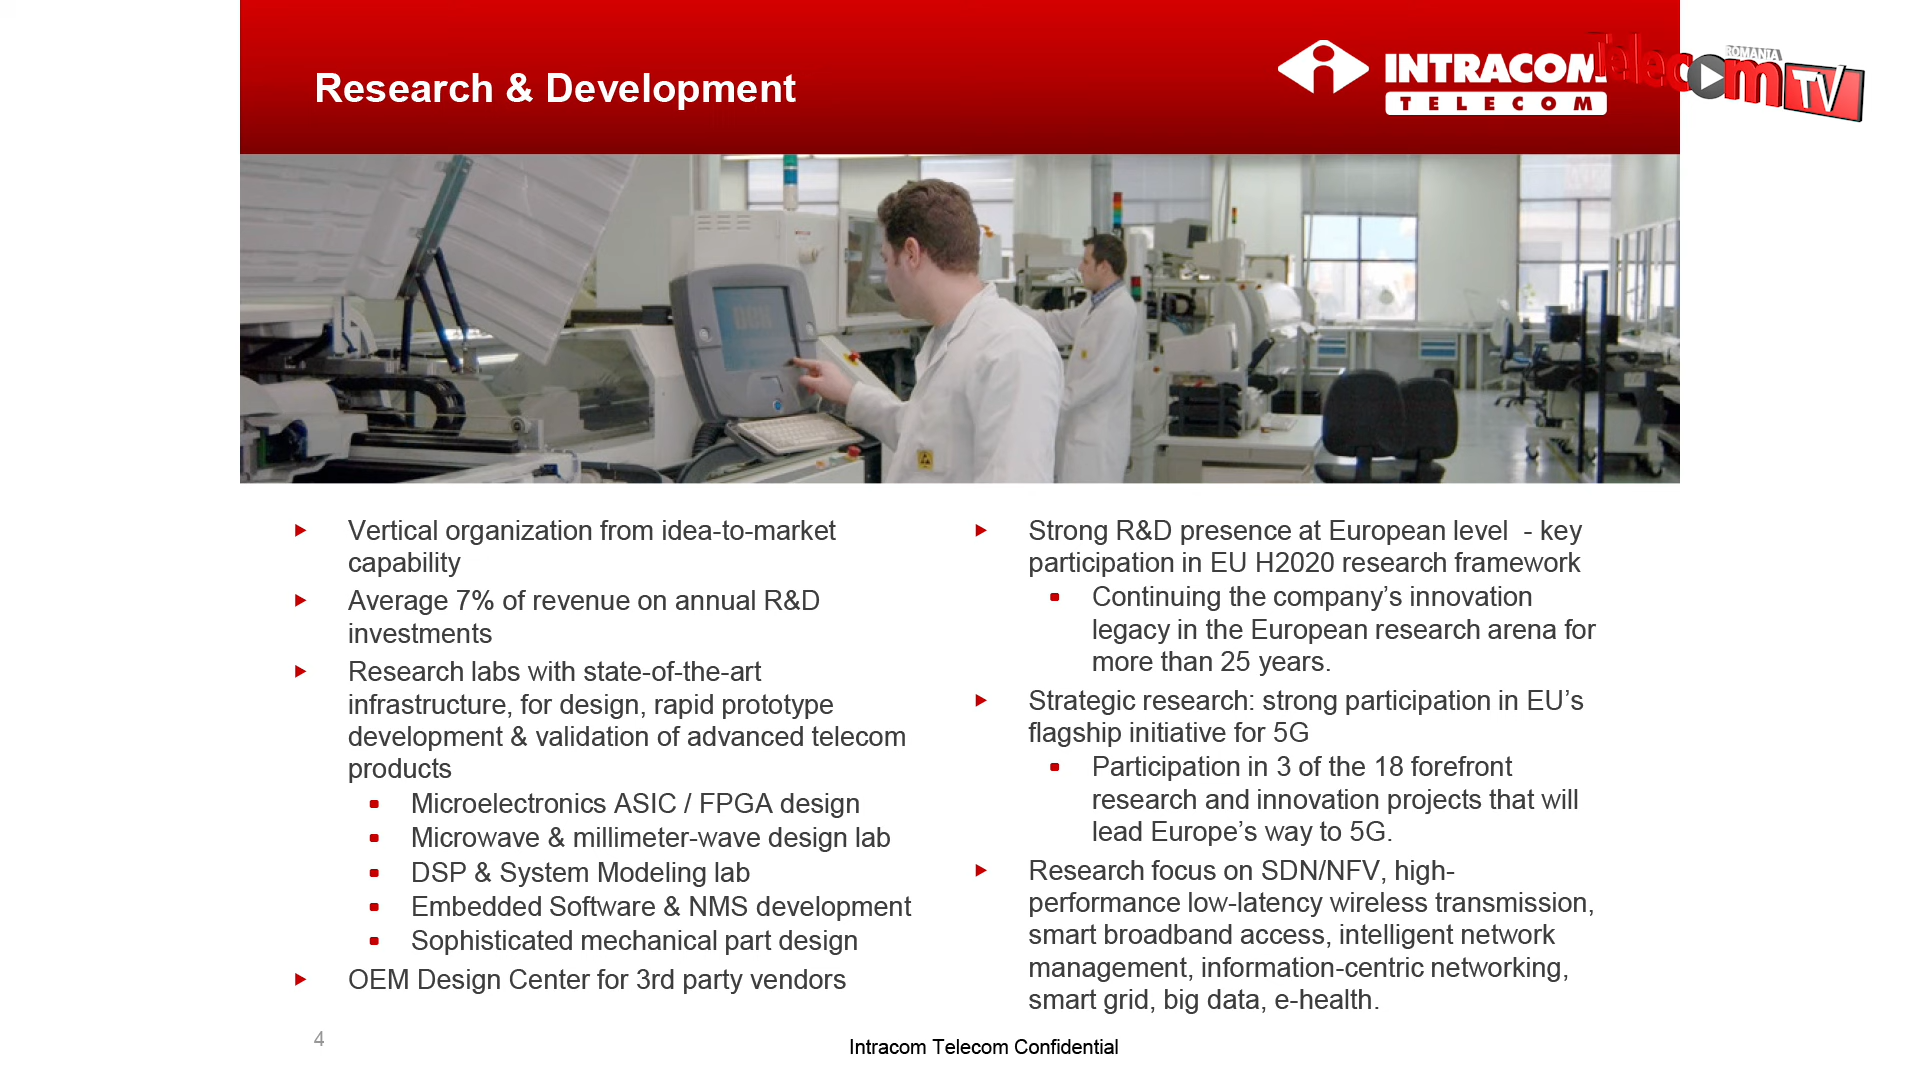 Research & Development
INTRACOM
TELECOM
Telecom
ROMANIA
TV
Vertical organization from idea-to-market
capability
Average 7% of revenue on annual R&D
investments
Research labs with state-of-the-art
infrastructure, for design, rapid prototype
development & validation of advanced telecom
products
Microelectronics ASIC / FPGA design
Microwave & millimeter-wave design lab
DSP & System Modeling lab
Embedded Software & NMS development
Sophisticated mechanical part design
OEM Design Center for 3rd party vendors
Strong R&D presence at European level - key
participation in EU H2020 research framework
Continuing the company’s innovation
legacy in the European research arena for
more than 25 years.
Strategic research: strong participation in EU’s
flagship initiative for 5G
Participation in 3 of the 18 forefront
research and innovation projects that will
lead Europe’s way to 5G.
Research focus on SDN/NFV, high-
performance low-latency wireless transmission,
smart broadband access, intelligent network
management, information-centric networking,
smart grid, big data, e-health.
4
Intracom Telecom Confidential